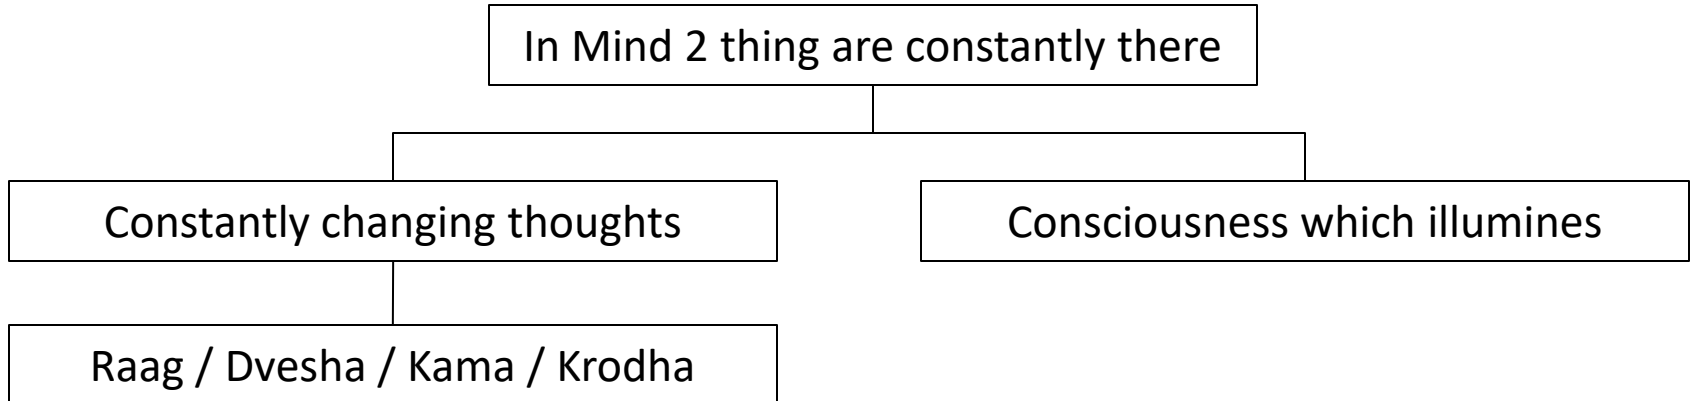 In Mind 2 thing are constantly there
Constantly changing thoughts
Consciousness which illumines
Raag / Dvesha / Kama / Krodha